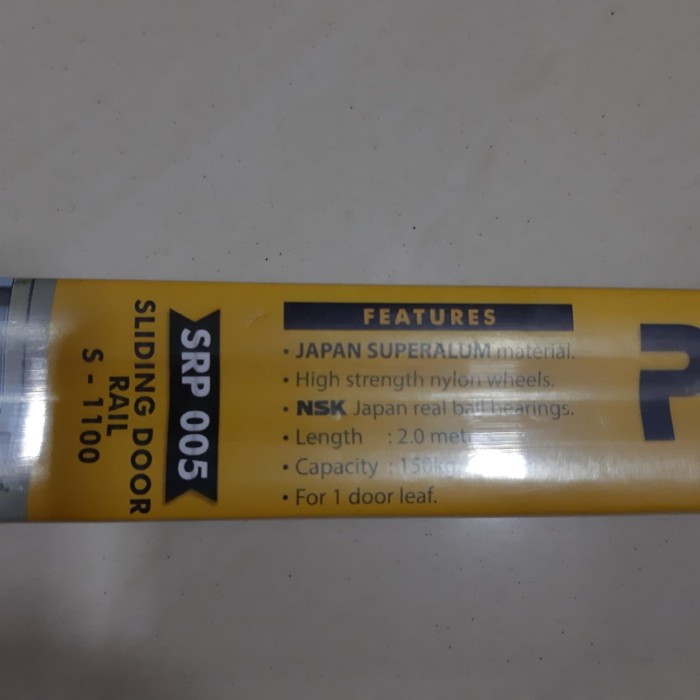 SLIDING DOOR
RAIL
S - 1100
SRP 005
FEATURES
• JAPAN SUPERALUM material.
• High strength nylon wheels.
• NSK Japan real ball bearings.
• Length : 2.0
• Capacity : 150kg
• For 1 door leaf.
P